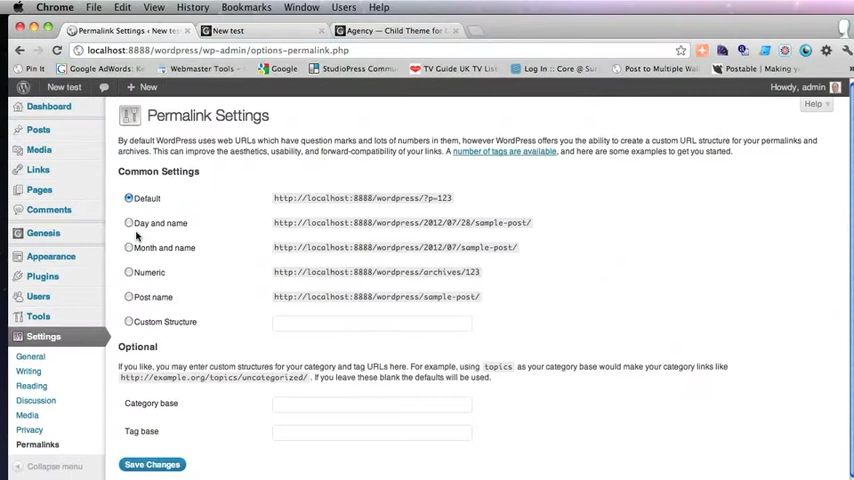 Chrome File Edit View History Bookmarks Window Users Help
Permalink Settings ‹ New tes
New test
Agency — Child Theme for
localhost:8888/wordpress/wp-admin/options-permalink.php
Pin It Google AdWords: Key Webmaster Tools Google StudioPress Commu TV Guide UK TV List Log In :: Core @ Sur Post to Multiple Wal Postable | Making yo
New test + New Howdy, admin
Help
Dashboard
Posts
Media
Links
Pages
Comments
Genesis
Appearance
Plugins
Users
Tools
Settings
General
Writing
Reading
Discussion
Media
Privacy
Permalinks
Collapse menu
Permalink Settings
By default WordPress uses web URLs which have question marks and lots of numbers in them, however WordPress offers you the ability to create a custom URL structure for your permalinks and
archives. This can improve the aesthetics, usability, and forward-compatibility of your links. A number of tags are available, and here are some examples to get you started.
Common Settings
Default http://localhost:8888/wordpress/?p=123
Day and name http://localhost:8888/wordpress/2012/07/28/sample-post/
Month and name http://localhost:8888/wordpress/2012/07/sample-post/
Numeric http://localhost:8888/wordpress/archives/123
Post name http://localhost:8888/wordpress/sample-post/
Custom Structure
Optional
If you like, you may enter custom structures for your category and tag URLs here. For example, using topics as your category base would make your category links like
http://example.org/topics/uncategorized/ . If you leave these blank the defaults will be used.
Category base
Tag base
Save Changes